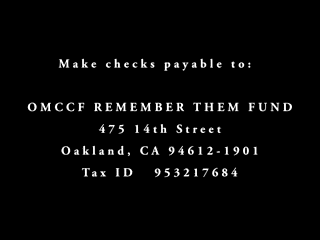 Make checks payable to:
OMCCF REMEMBER THEM FUND
475 14th Street
Oakland, CA 94612-1901
Tax ID 953217684